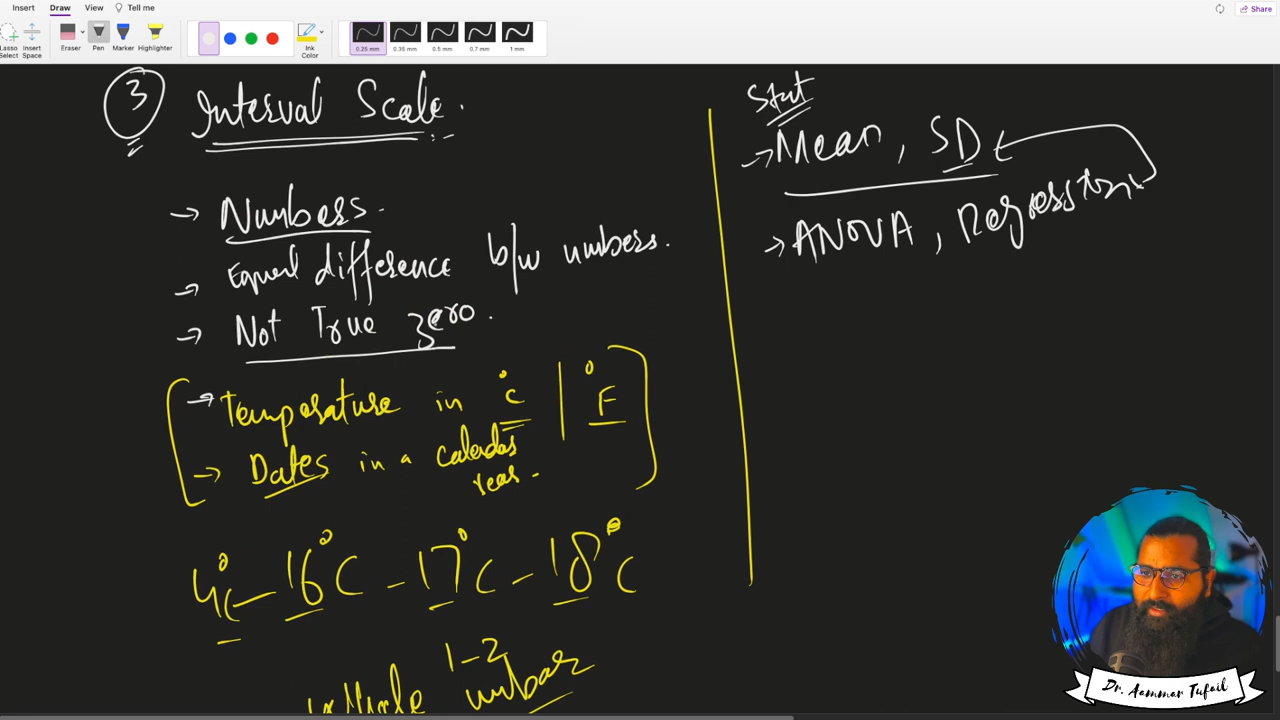 Insert Draw View Tell me
Share
Lasso Select
Insert Space
Eraser
Pen
Marker
Highlighter
Ink Color
0.25 mm
0.35 mm
0.5 mm
0.7 mm
1 mm
3 Interval Scale.
→ Numbers.
→ Equal difference b/w numbers.
→ Not True zero.
→ Temperature in °C | °F
→ Dates in a
4°C - 16°C - 17°C - 18°C
1-2
Stat
→ Mean, SD
→ ANOVA, Regression
Dr. Aammar Tufail